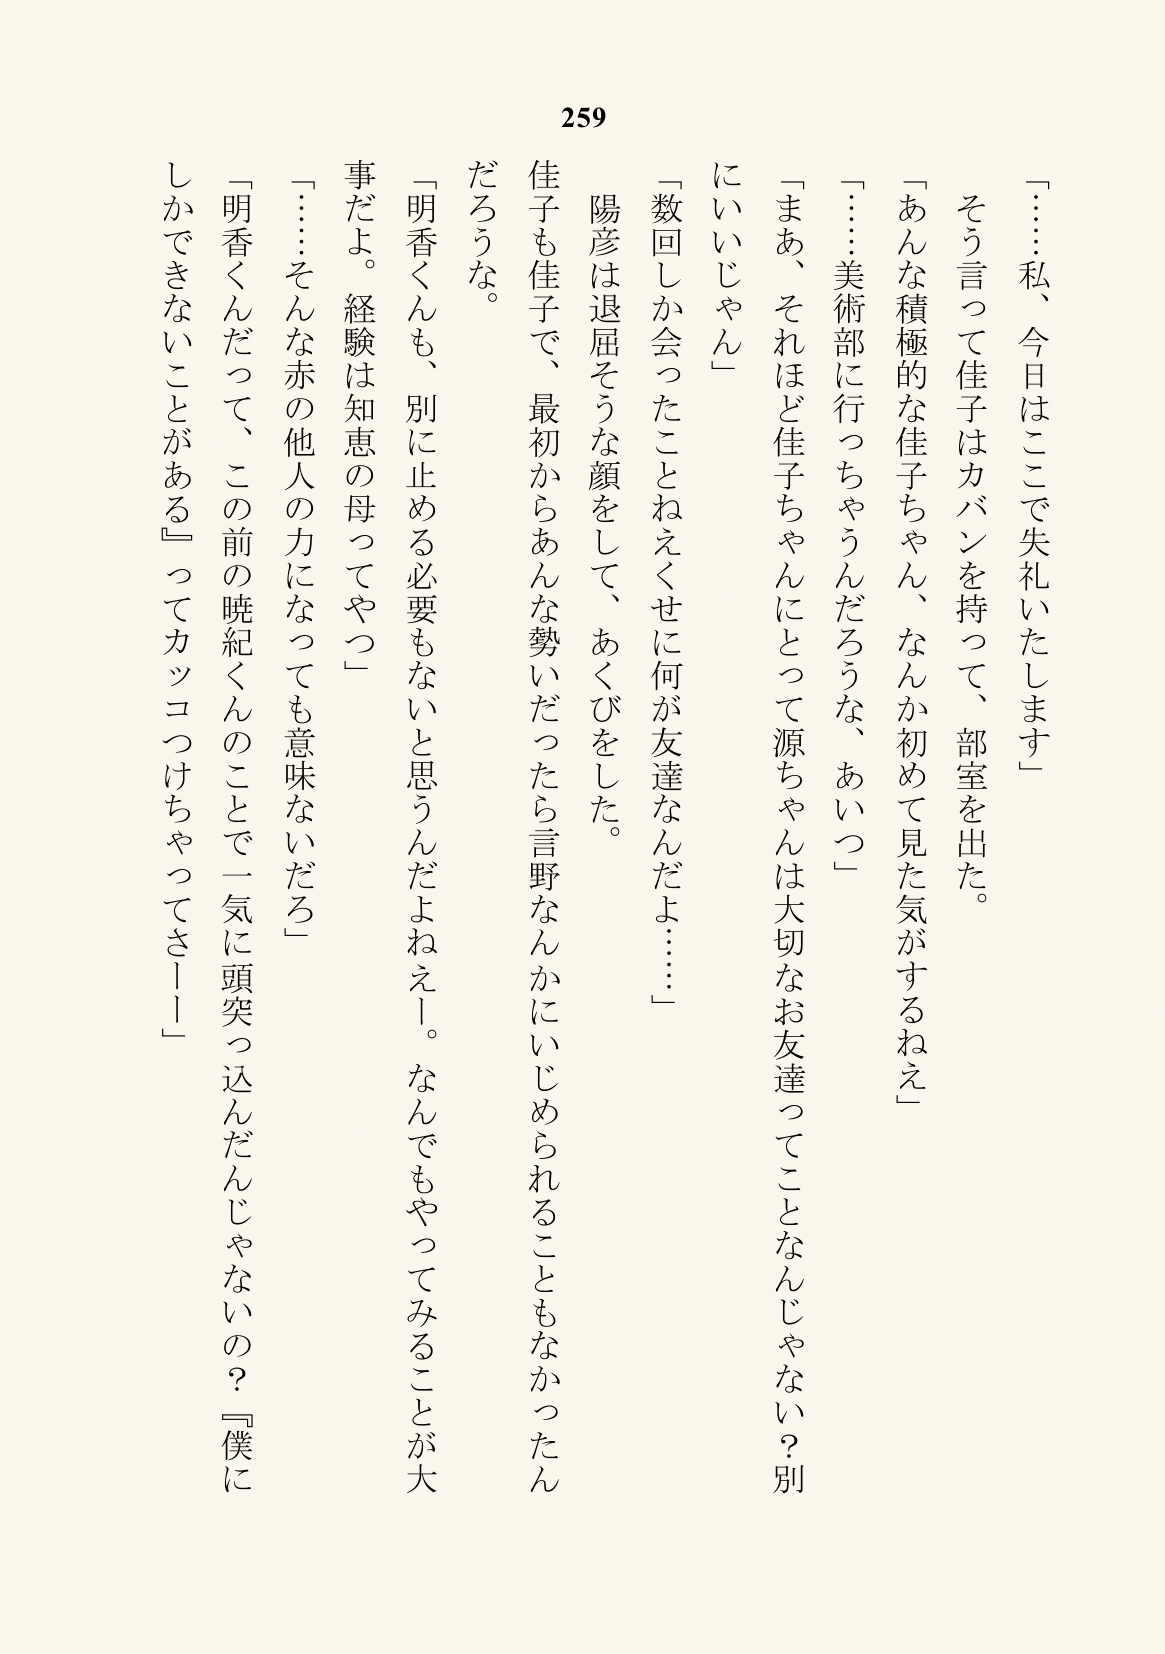 259
「……私、今日はここで失礼いたします」
　そう言って佳子はカバンを持って、部室を出た。
「あんな積極的な佳子ちゃん、なんか初めて見た気がするねえ」
「……美術部に行っちゃうんだろうな、あいつ」
「まあ、それほど佳子ちゃんにとって源ちゃんは大切なお友達ってことなんじゃない？別
にいいじゃん」
「数回しか会ったことねえくせに何が友達なんだよ……」
　陽彦は退屈そうな顔をして、あくびをした。
佳子も佳子で、最初からあんな勢いだったら言野なんかにいじめられることもなかったん
だろうな。
「明香くんも、別に止める必要もないと思うんだよねえー。なんでもやってみることが大
事だよ。経験は知恵の母ってやつ」
「……そんな赤の他人の力になっても意味ないだろ」
「明香くんだって、この前の暁紀くんのことで一気に頭突っ込んだんじゃないの？『僕に
しかできないことがある』ってカッコつけちゃってさーー」